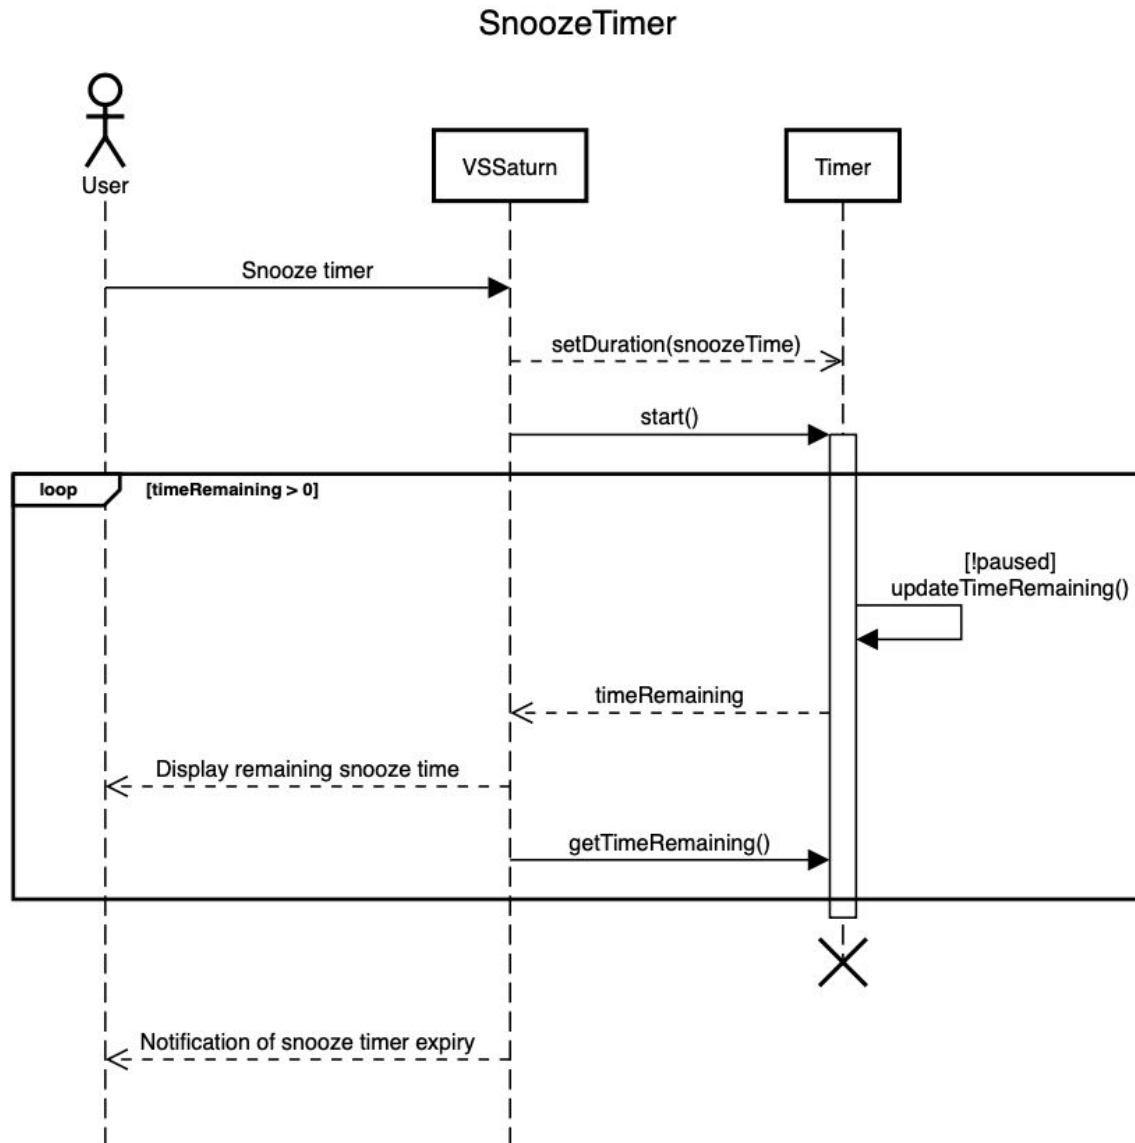 SnoozeTimer
User
VSSaturn
Timer
Snooze timer
setDuration(snoozeTime)
start()
loop [timeRemaining > 0]
[!paused]
updateTimeRemaining()
timeRemaining
Display remaining snooze time
getTimeRemaining()
Notification of snooze timer expiry